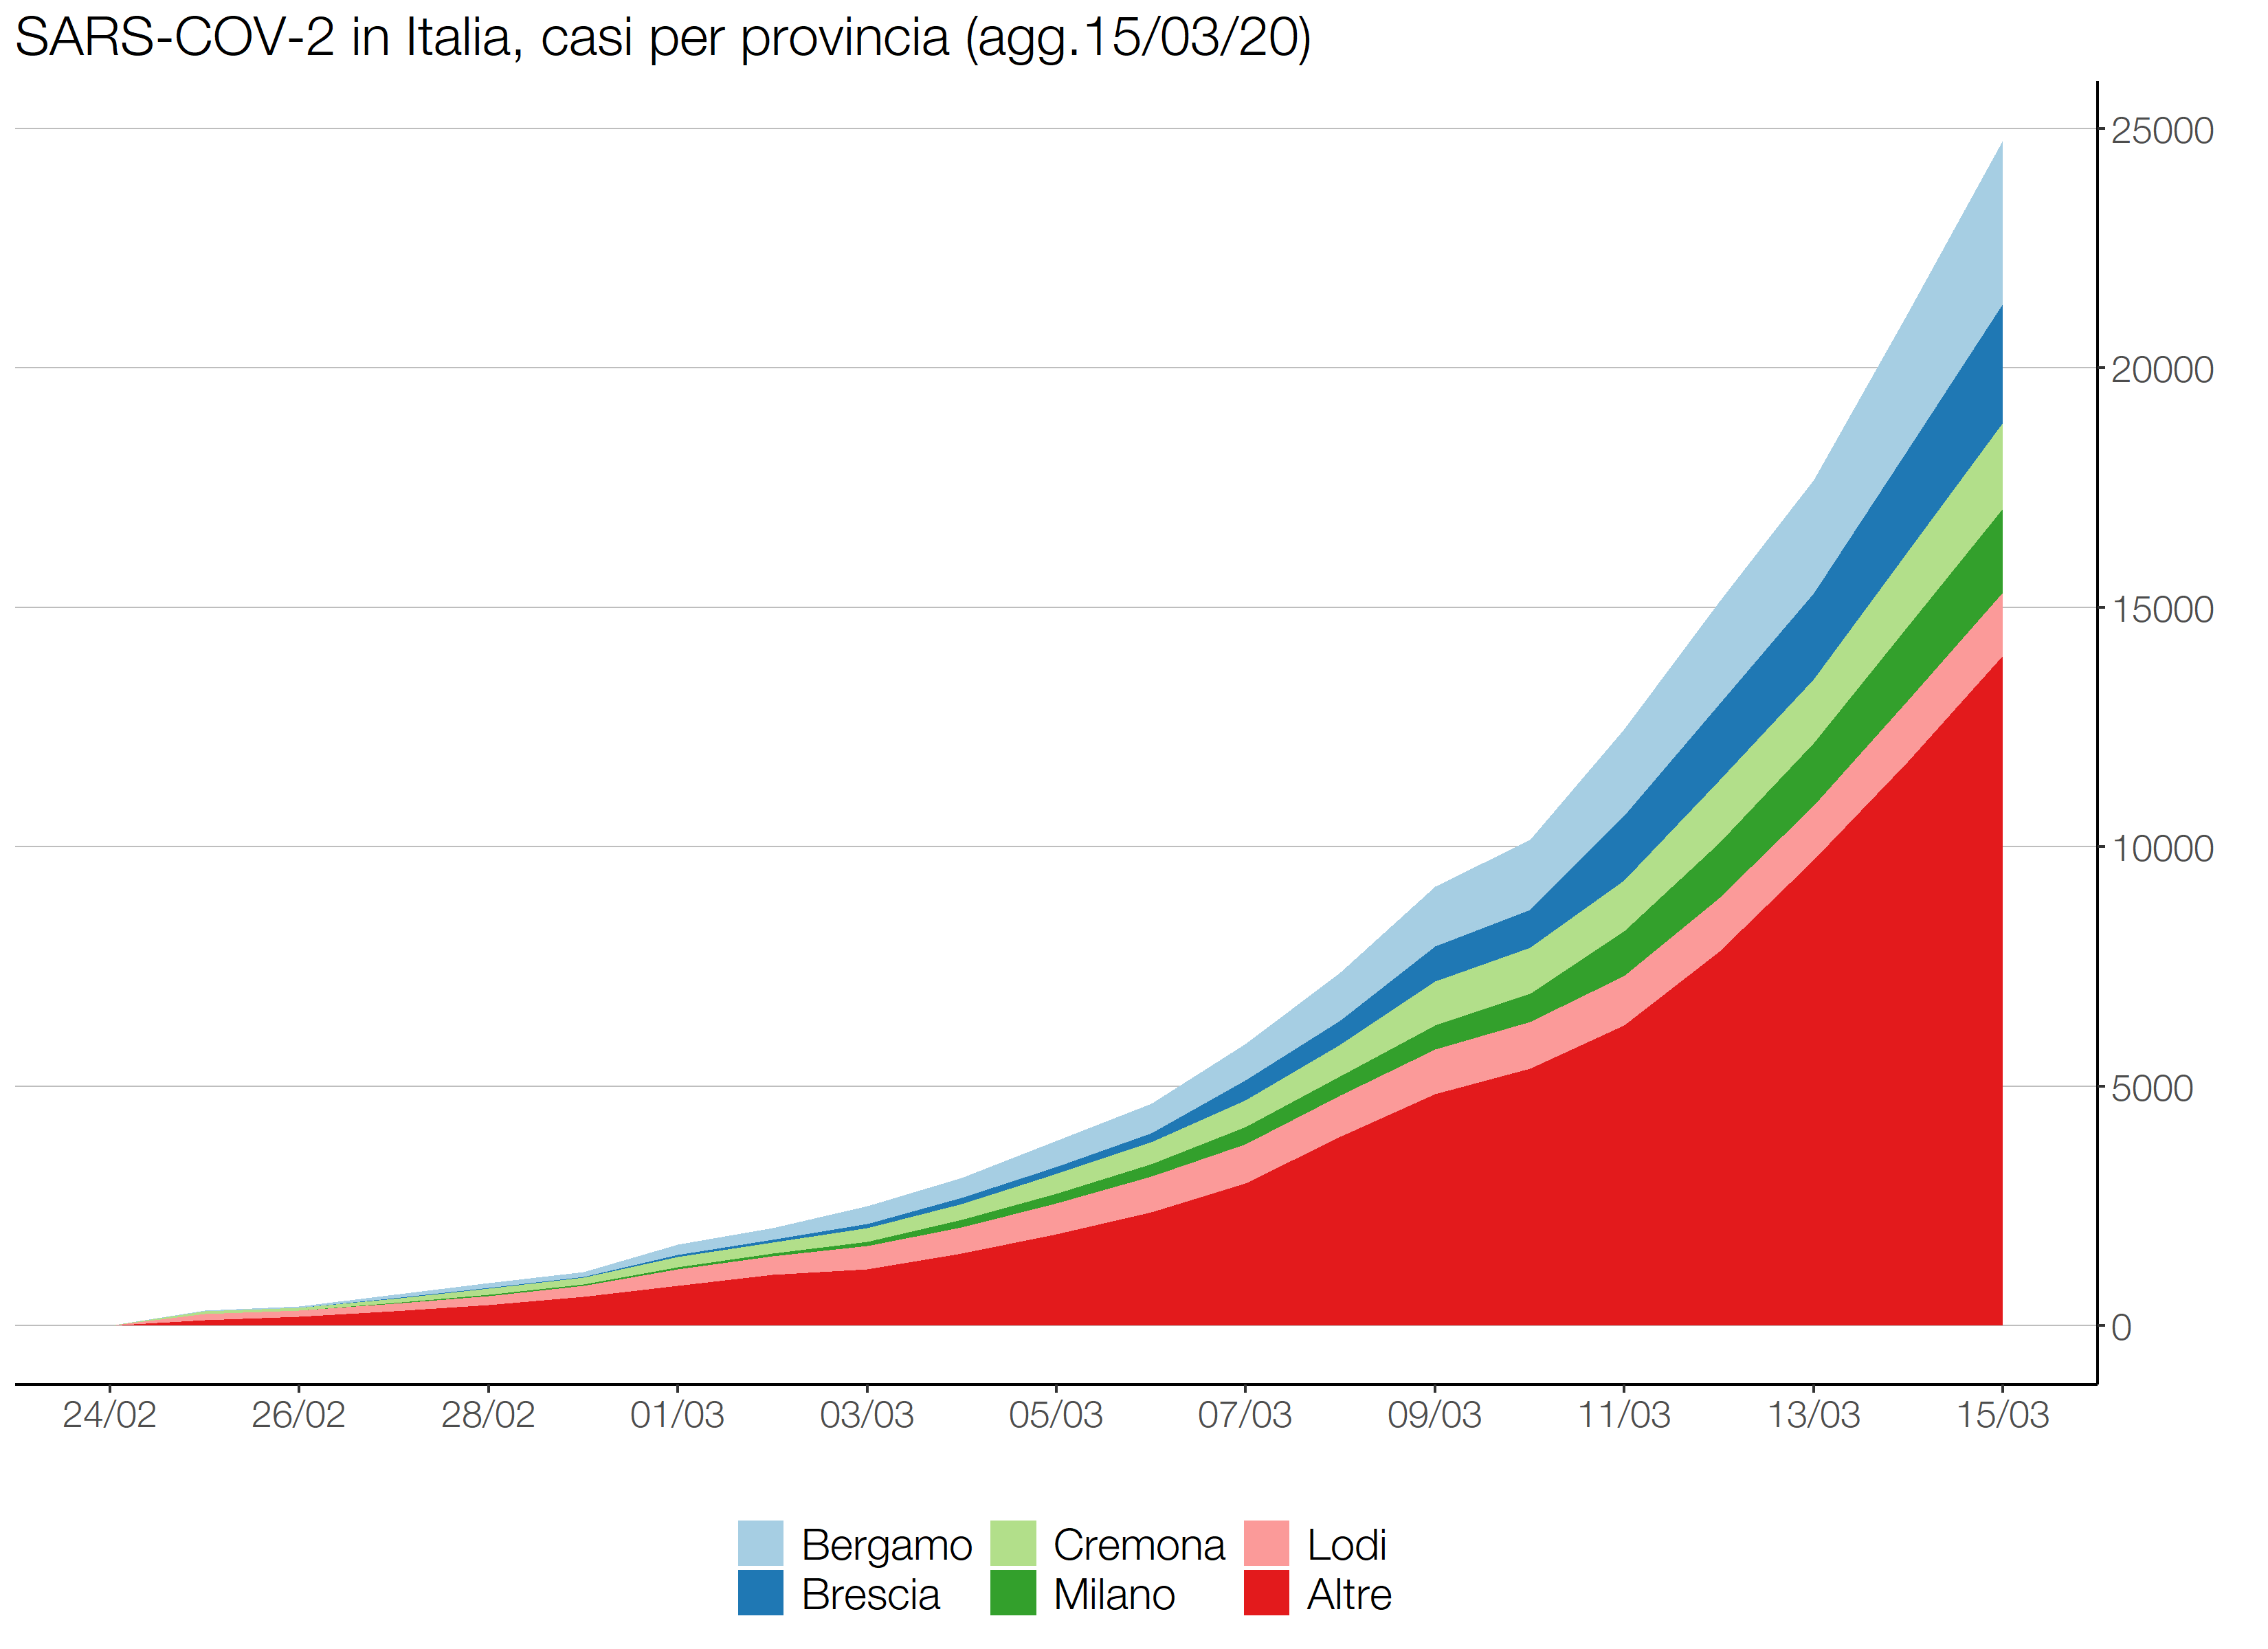 SARS-COV-2 in Italia, casi per provincia (agg.15/03/20)
25000
20000
15000
10000
5000
0
24/02 26/02 28/02 01/03 03/03 05/03 07/03 09/03 11/03 13/03 15/03
Bergamo Cremona Lodi
Brescia Milano Altre